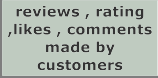 reviews , rating
,likes , comments
made by
customers